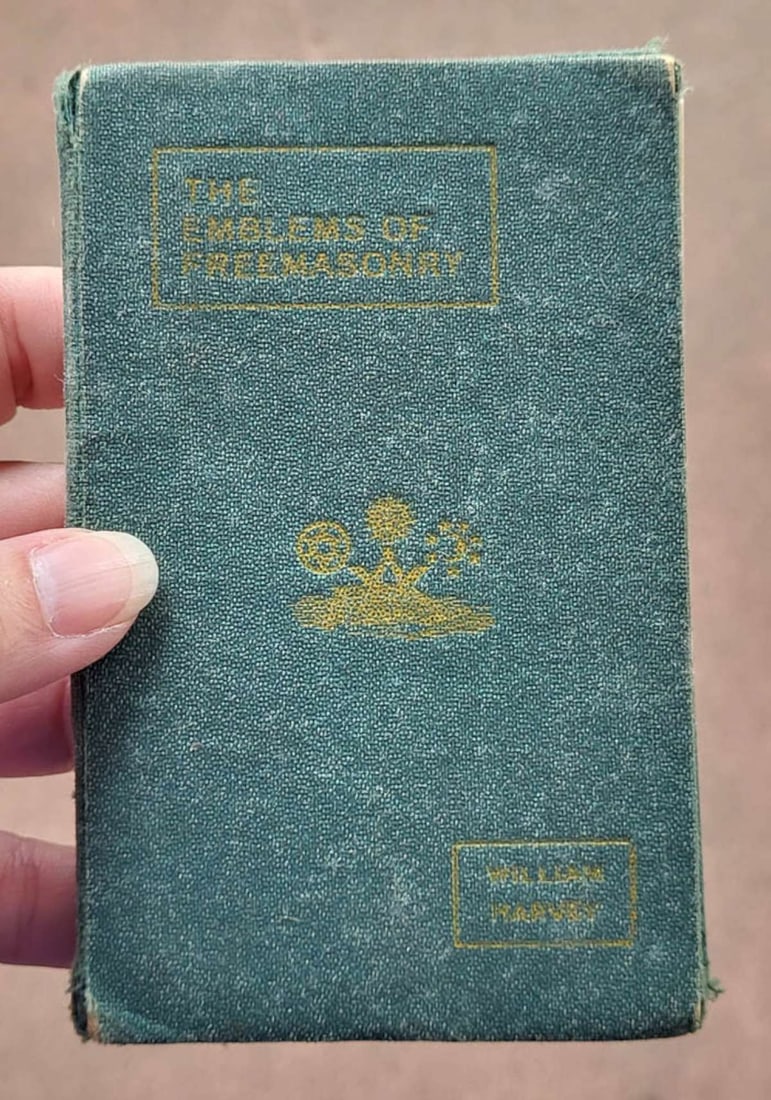 THE
EMBLEMS OF
FREEMASONRY
WILLIAM
HARVEY